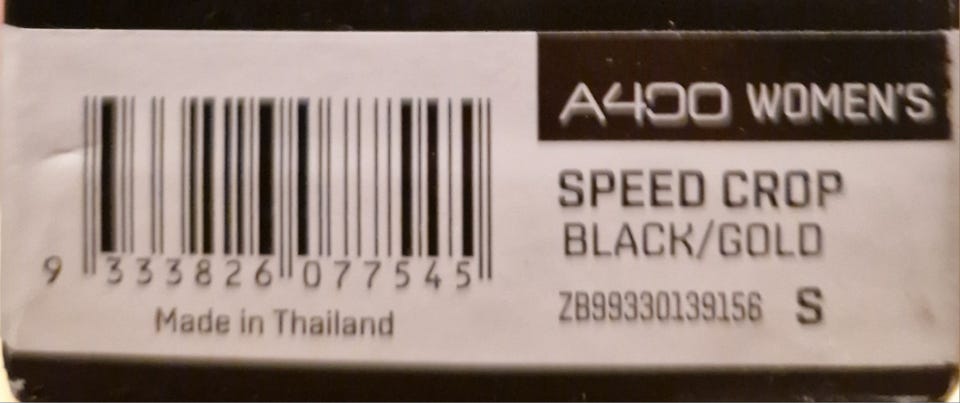 A400 WOMEN'S
SPEED CROP
BLACK/GOLD
ZB99330139156 S
9 333826 077545
Made in Thailand